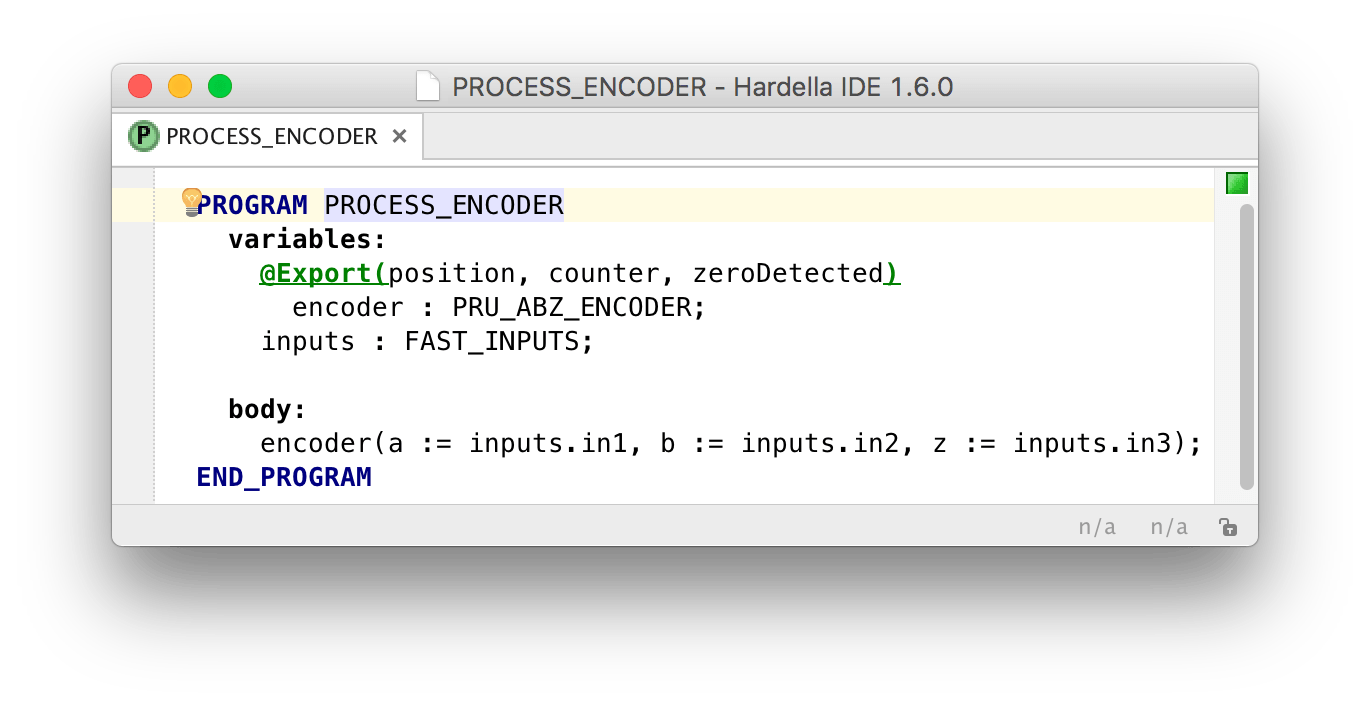 PROCESS_ENCODER - Hardella IDE 1.6.0
P PROCESS_ENCODER ×
PROGRAM PROCESS_ENCODER
variables:
@Export(position, counter, zeroDetected)
encoder : PRU_ABZ_ENCODER;
inputs : FAST_INPUTS;
body:
encoder(a := inputs.in1, b := inputs.in2, z := inputs.in3);
END_PROGRAM
n/a n/a